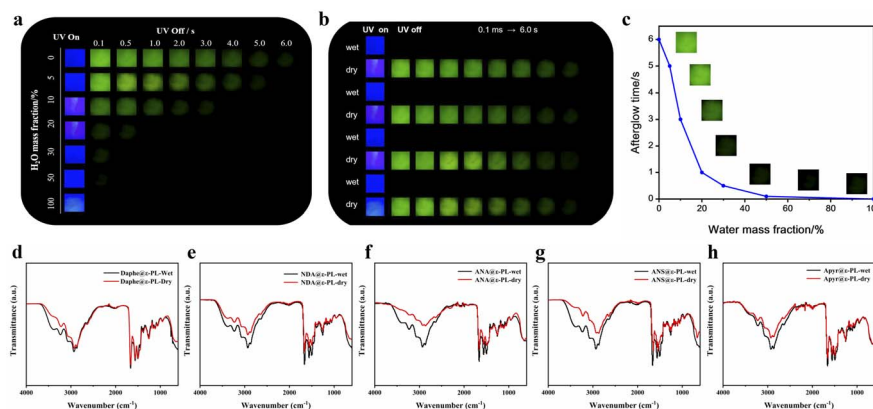 a
UV Off / s
UV On
0.1 0.5 1.0 2.0 3.0 4.0 5.0 6.0
H₂O mass fraction/%
0
5
10
20
30
50
100
b
UV on UV off 0.1 ms → 6.0 s
wet
dry
wet
dry
wet
dry
wet
dry
c
Afterglow time/s
6
5
4
3
2
1
0
0 20 40 60 80 100
Water mass fraction/%
d
Daphe@ε-PL-Wet
Daphe@ε-PL-Dry
Transmittance (a.u.)
4000 3000 2000 1000
Wavenumber (cm⁻¹)
e
NDA@ε-PL-wet
NDA@ε-PL-dry
Transmittance (a.u.)
4000 3000 2000 1000
Wavenumber (cm⁻¹)
f
ANA@ε-PL-wet
ANA@ε-PL-dry
Transmittance (a.u.)
4000 3000 2000 1000
Wavenumber (cm⁻¹)
g
ANS@ε-PL-wet
ANS@ε-PL-dry
Transmittance (a.u.)
4000 3000 2000 1000
Wavenumber (cm⁻¹)
h
Apyr@ε-PL-wet
Apyr@ε-PL-dry
Transmittance (a.u.)
4000 3000 2000 1000
Wavenumber (cm⁻¹)